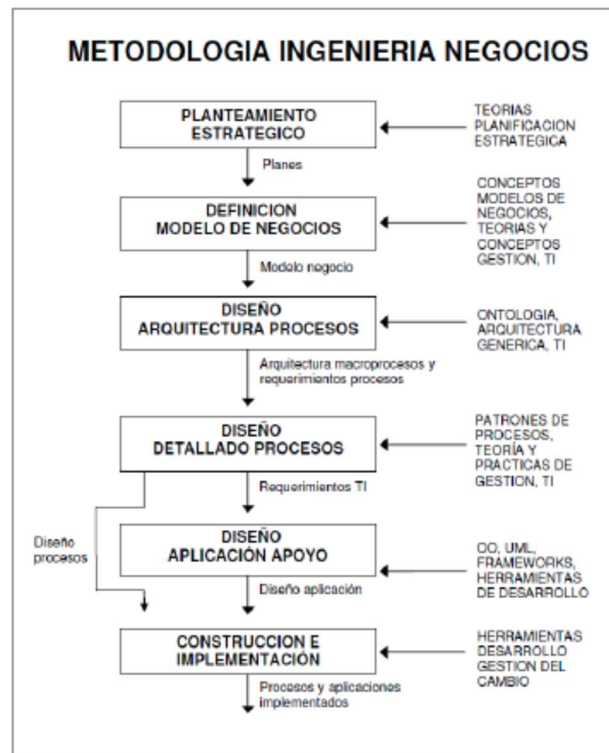 METODOLOGIA INGENIERIA NEGOCIOS
PLANTEAMIENTO
ESTRATEGICO
TEORIAS
PLANIFICACION
ESTRATEGICA
Planes
DEFINICION
MODELO DE NEGOCIOS
CONCEPTOS
MODELOS DE
NEGOCIOS,
TEORIAS Y
CONCEPTOS
GESTION, TI
Modelo negocio
DISEÑO
ARQUITECTURA PROCESOS
ONTOLOGIA,
ARQUITECTURA
GENERICA, TI
Arquitectura macroprocesos y
requerimientos procesos
DISEÑO
DETALLADO PROCESOS
PATRONES DE
PROCESOS,
TEORÍA Y
PRACTICAS DE
GESTION, TI
Requerimientos TI
Diseño
procesos
DISEÑO
APLICACIÓN APOYO
OO, UML,
FRAMEWORKS,
HERRAMIENTAS
DE DESARROLLO
Diseño aplicación
CONSTRUCCION E
IMPLEMENTACIÓN
HERRAMIENTAS
DESARROLLO
GESTION DEL
CAMBIO
Procesos y aplicaciones
implementados